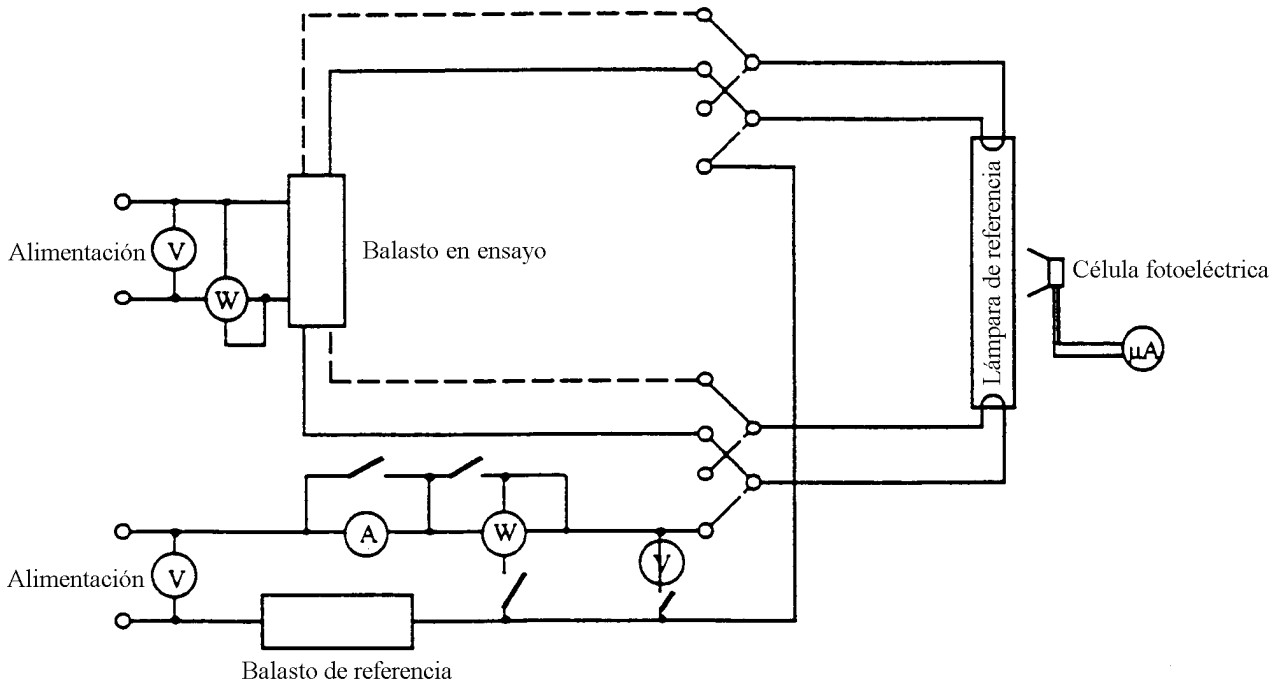 Alimentación
V
W
Balasto en ensayo
Lámpara de referencia
Célula fotoeléctrica
µA
A
W
V
Alimentación
V
Balasto de referencia